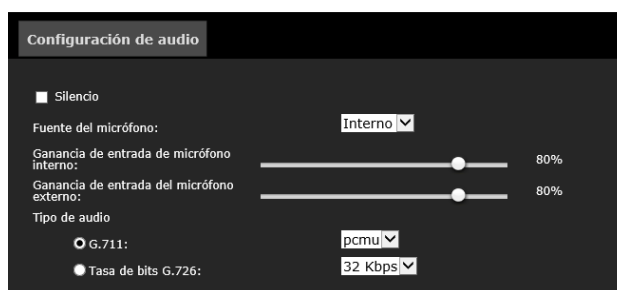 Configuración de audio
Silencio
Fuente del micrófono: Interno
Ganancia de entrada de micrófono
interno: 80%
Ganancia de entrada del micrófono
externo: 80%
Tipo de audio
G.711: pcmu
Tasa de bits G.726: 32 Kbps